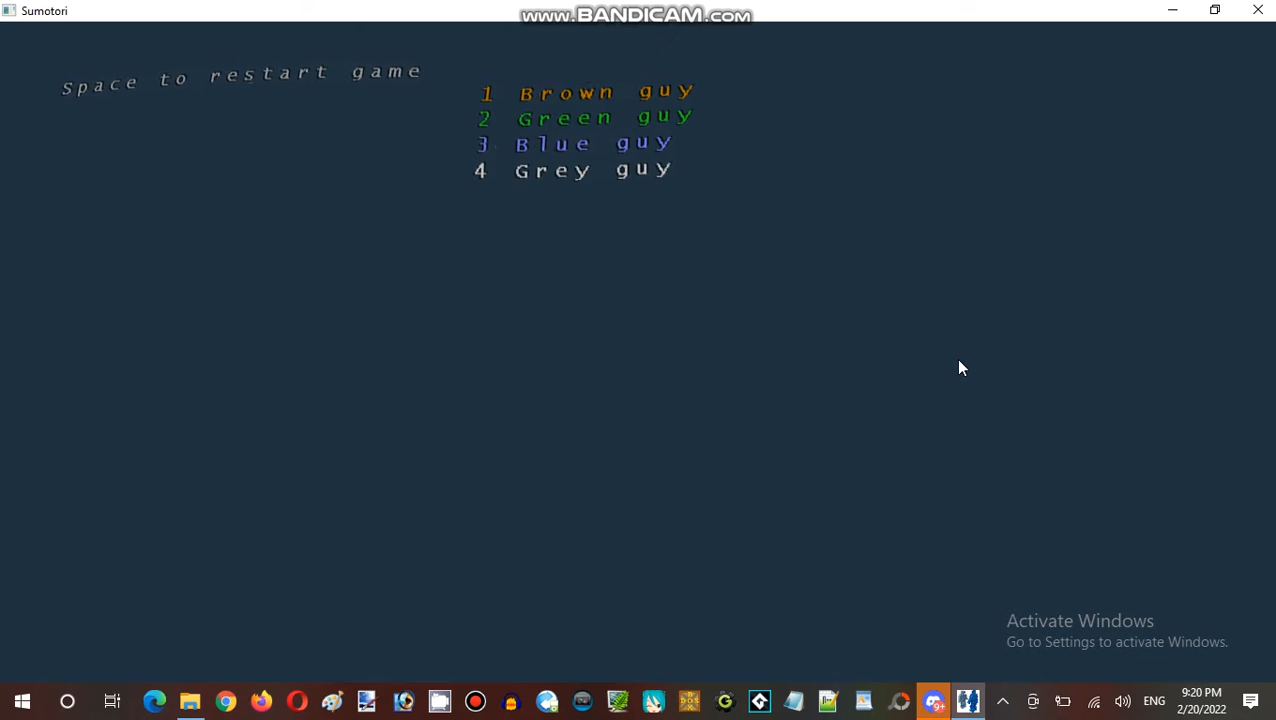 Sumotori
www.BANDICAM.com
Space to restart game
1 Brown guy
2 Green guy
3 Blue guy
4 Grey guy
Activate Windows
Go to Settings to activate Windows.
ENG
9:20 PM
2/20/2022